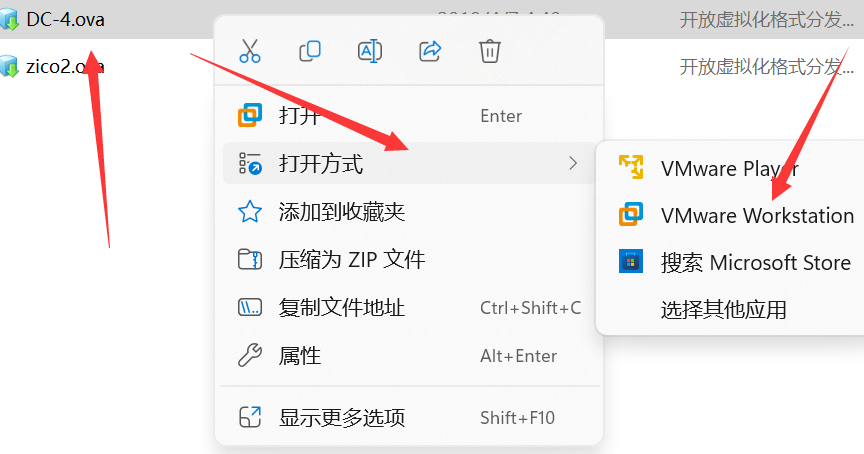 DC-4.ova
开放虚拟化格式分发...
zico2.ova
开放虚拟化格式分发...
打开 Enter
打开方式
VMware Player
VMware Workstation
搜索 Microsoft Store
选择其他应用
添加到收藏夹
压缩为 ZIP 文件
复制文件地址 Ctrl+Shift+C
属性 Alt+Enter
显示更多选项 Shift+F10